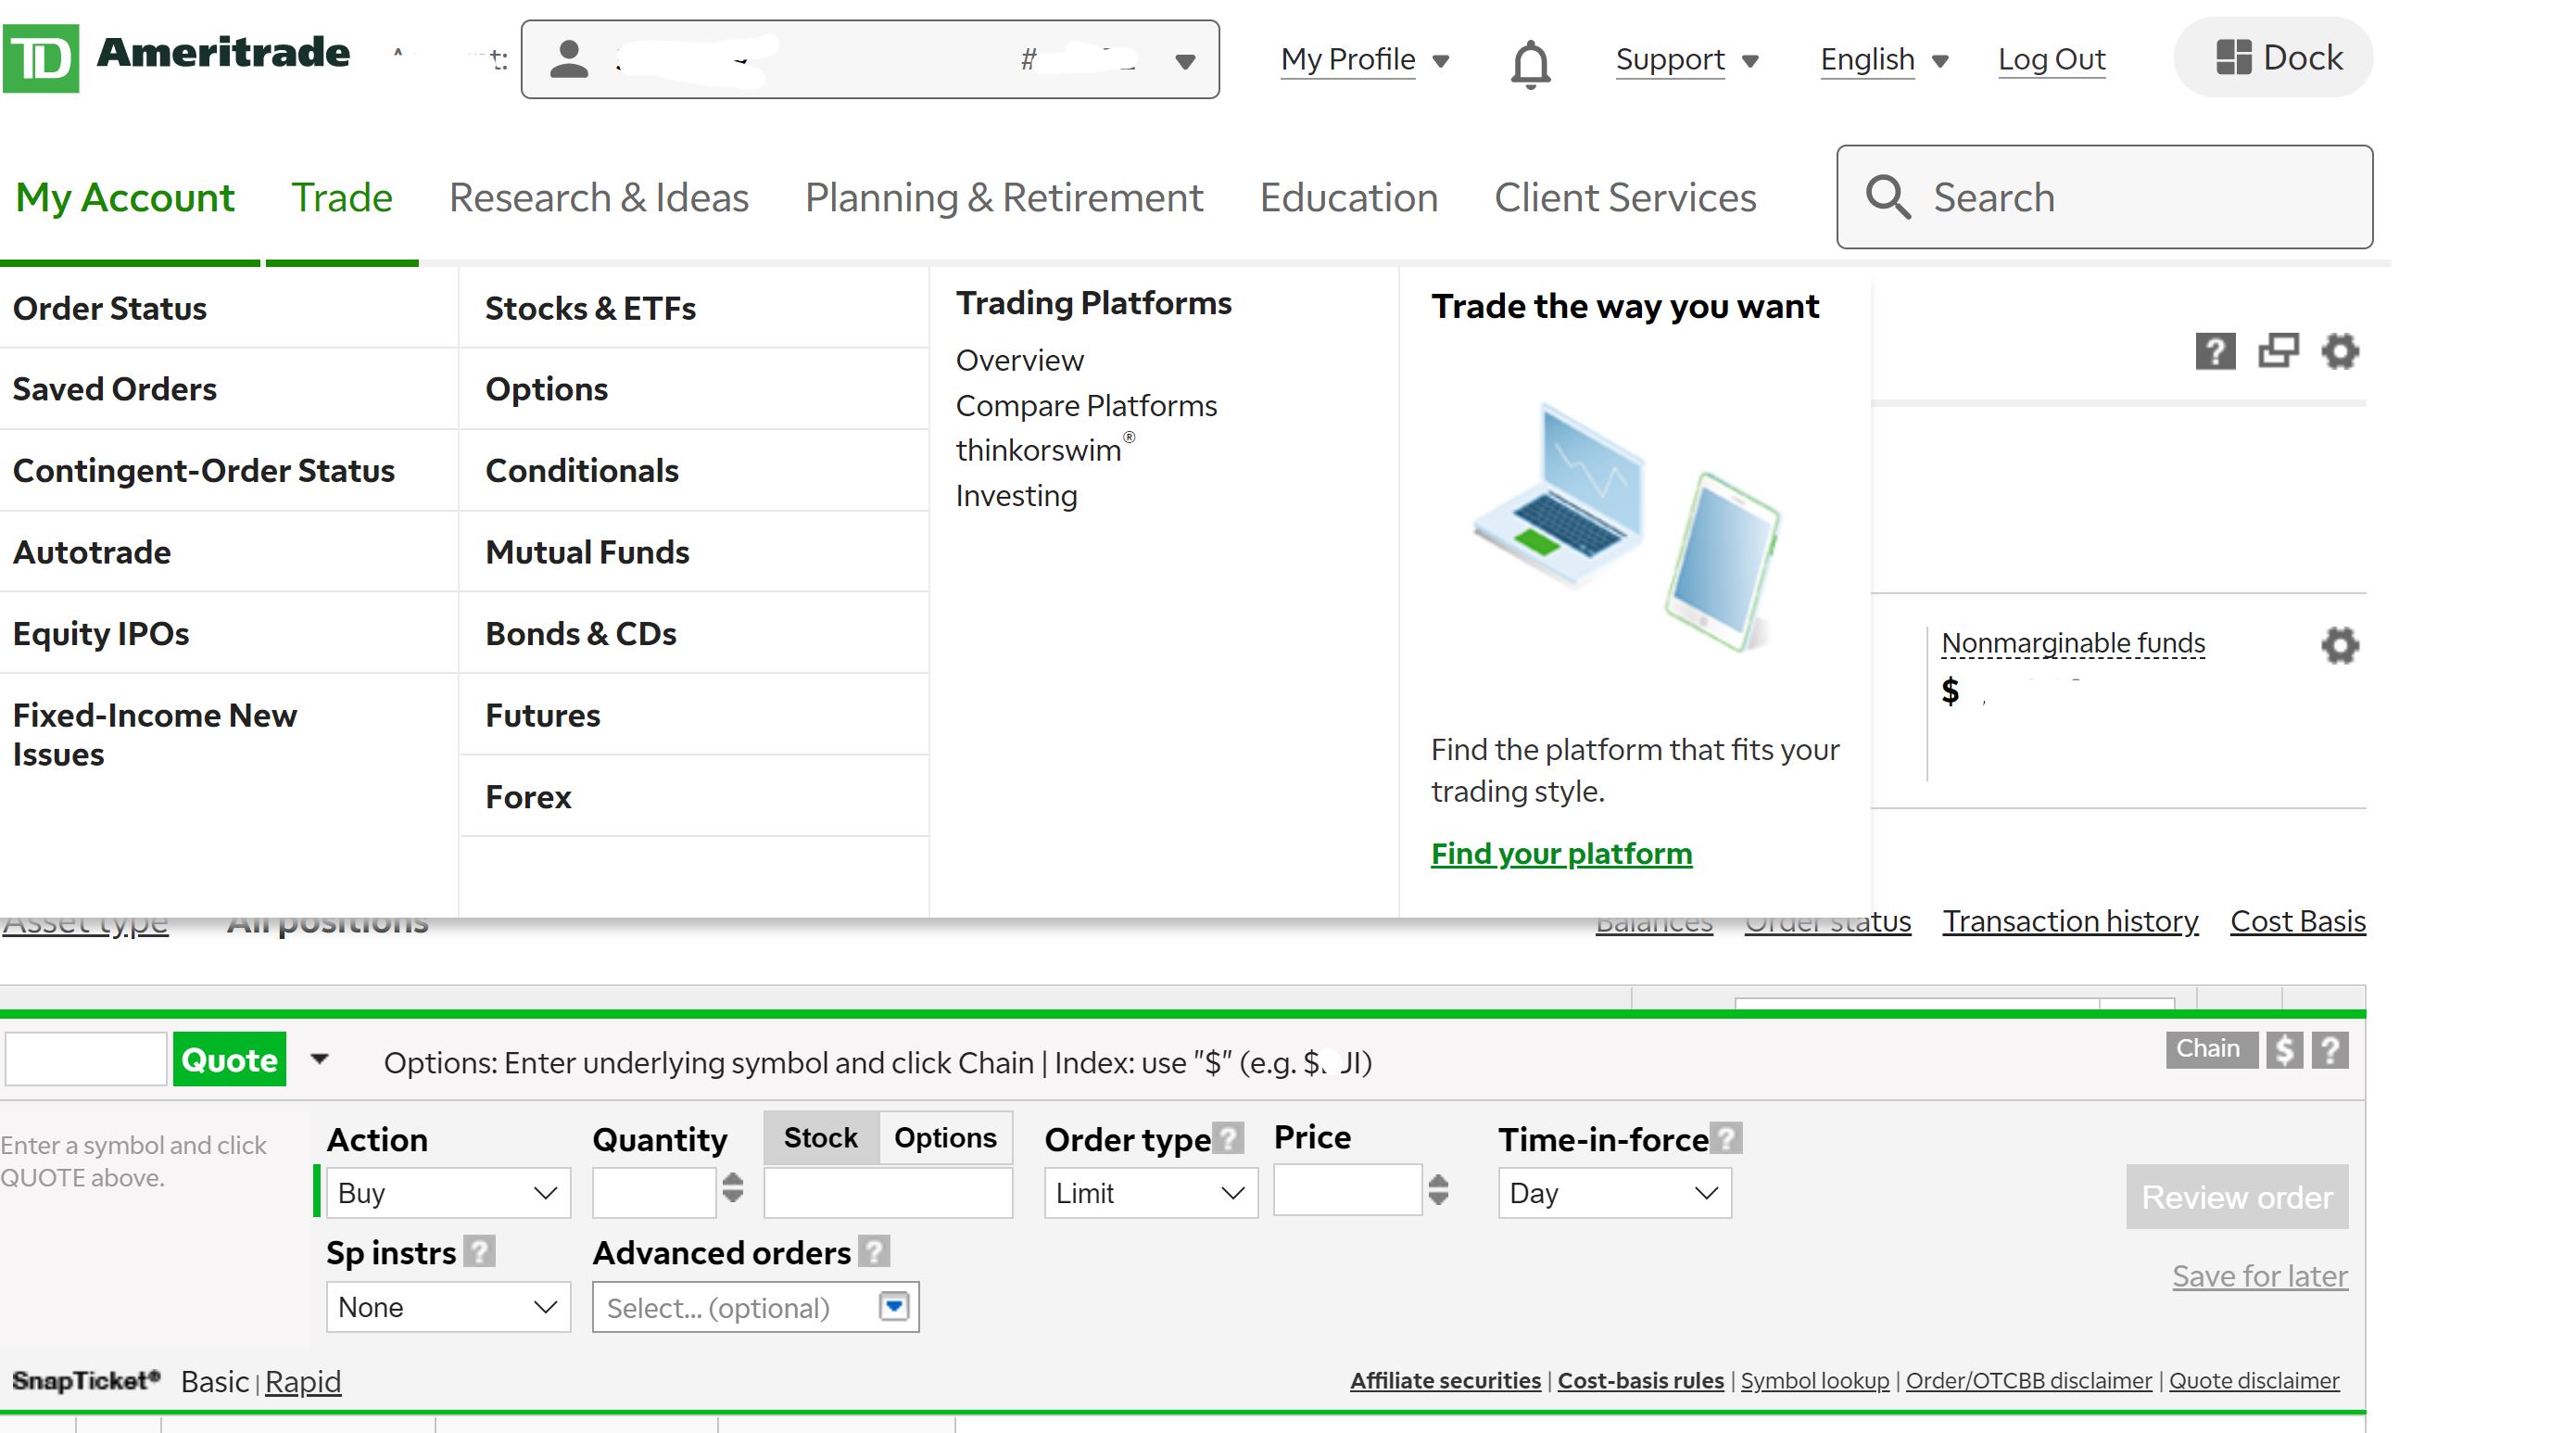 TD Ameritrade
#
My Profile
Support
English
Log Out
Dock
My Account
Trade
Research & Ideas
Planning & Retirement
Education
Client Services
Search
Order Status
Saved Orders
Contingent-Order Status
Autotrade
Equity IPOs
Fixed-Income New
Issues
Stocks & ETFs
Options
Conditionals
Mutual Funds
Bonds & CDs
Futures
Forex
Trading Platforms
Overview
Compare Platforms
thinkorswim®
Investing
Trade the way you want
Find the platform that fits your
trading style.
Find your platform
?
Nonmarginable funds
$
Asset type
All positions
Balances
Order status
Transaction history
Cost Basis
Quote
Options: Enter underlying symbol and click Chain | Index: use "$" (e.g. $ JI)
Chain
$
?
Enter a symbol and click
QUOTE above.
Action
Buy
Quantity
Stock
Options
Order type ?
Limit
Price
Time-in-force ?
Day
Review order
Sp instrs ?
None
Advanced orders ?
Select... (optional)
Save for later
SnapTicket® Basic | Rapid
Affiliate securities | Cost-basis rules | Symbol lookup | Order/OTCBB disclaimer | Quote disclaimer